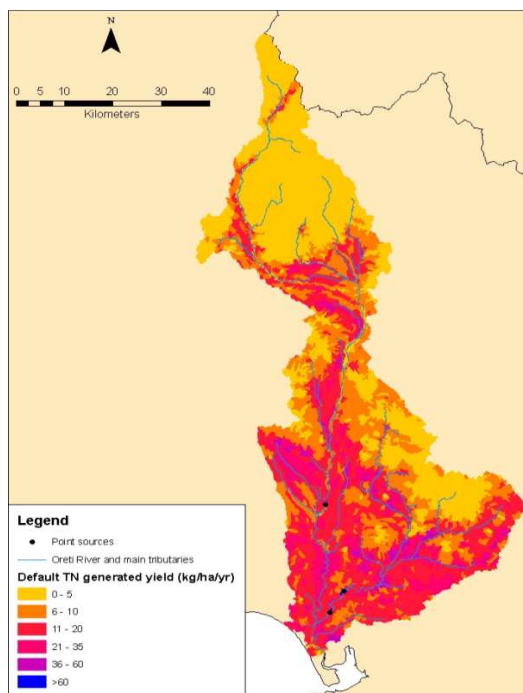 N
0 5 10 20 30 40
Kilometers
Legend
Point sources
Oreti River and main tributaries
Default TN generated yield (kg/ha/yr)
0 - 5
6 - 10
11 - 20
21 - 35
36 - 60
>60